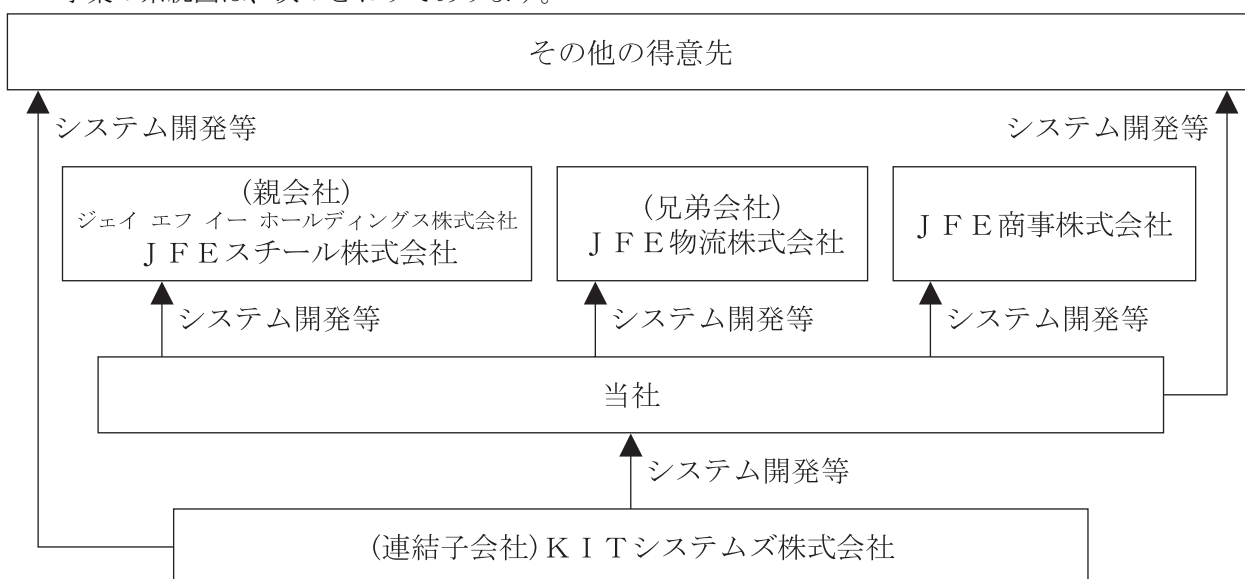 事業の系統図は、次のとおりであります。
その他の得意先
システム開発等
システム開発等
(親会社)
ジェイ エフ イー ホールディングス株式会社
ＪＦＥスチール株式会社
(兄弟会社)
ＪＦＥ物流株式会社
ＪＦＥ商事株式会社
システム開発等
システム開発等
システム開発等
当社
システム開発等
(連結子会社)ＫＩＴシステムズ株式会社